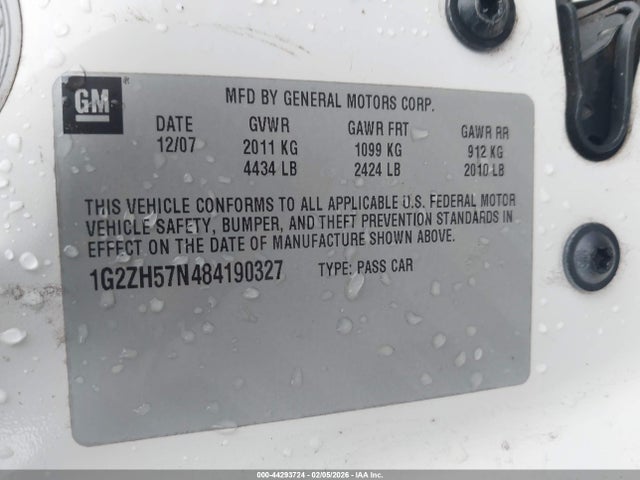 GM
MFD BY GENERAL MOTORS CORP.
DATE GVWR GAWR FRT GAWR RR
12/07 2011 KG 1099 KG 912 KG
4434 LB 2424 LB 2010 LB
THIS VEHICLE CONFORMS TO ALL APPLICABLE U.S. FEDERAL MOTOR
VEHICLE SAFETY, BUMPER, AND THEFT PREVENTION STANDARDS IN
EFFECT ON THE DATE OF MANUFACTURE SHOWN ABOVE.
1G2ZH57N484190327 TYPE: PASS CAR
000-44293724 - 02/05/2026 - IAA Inc.